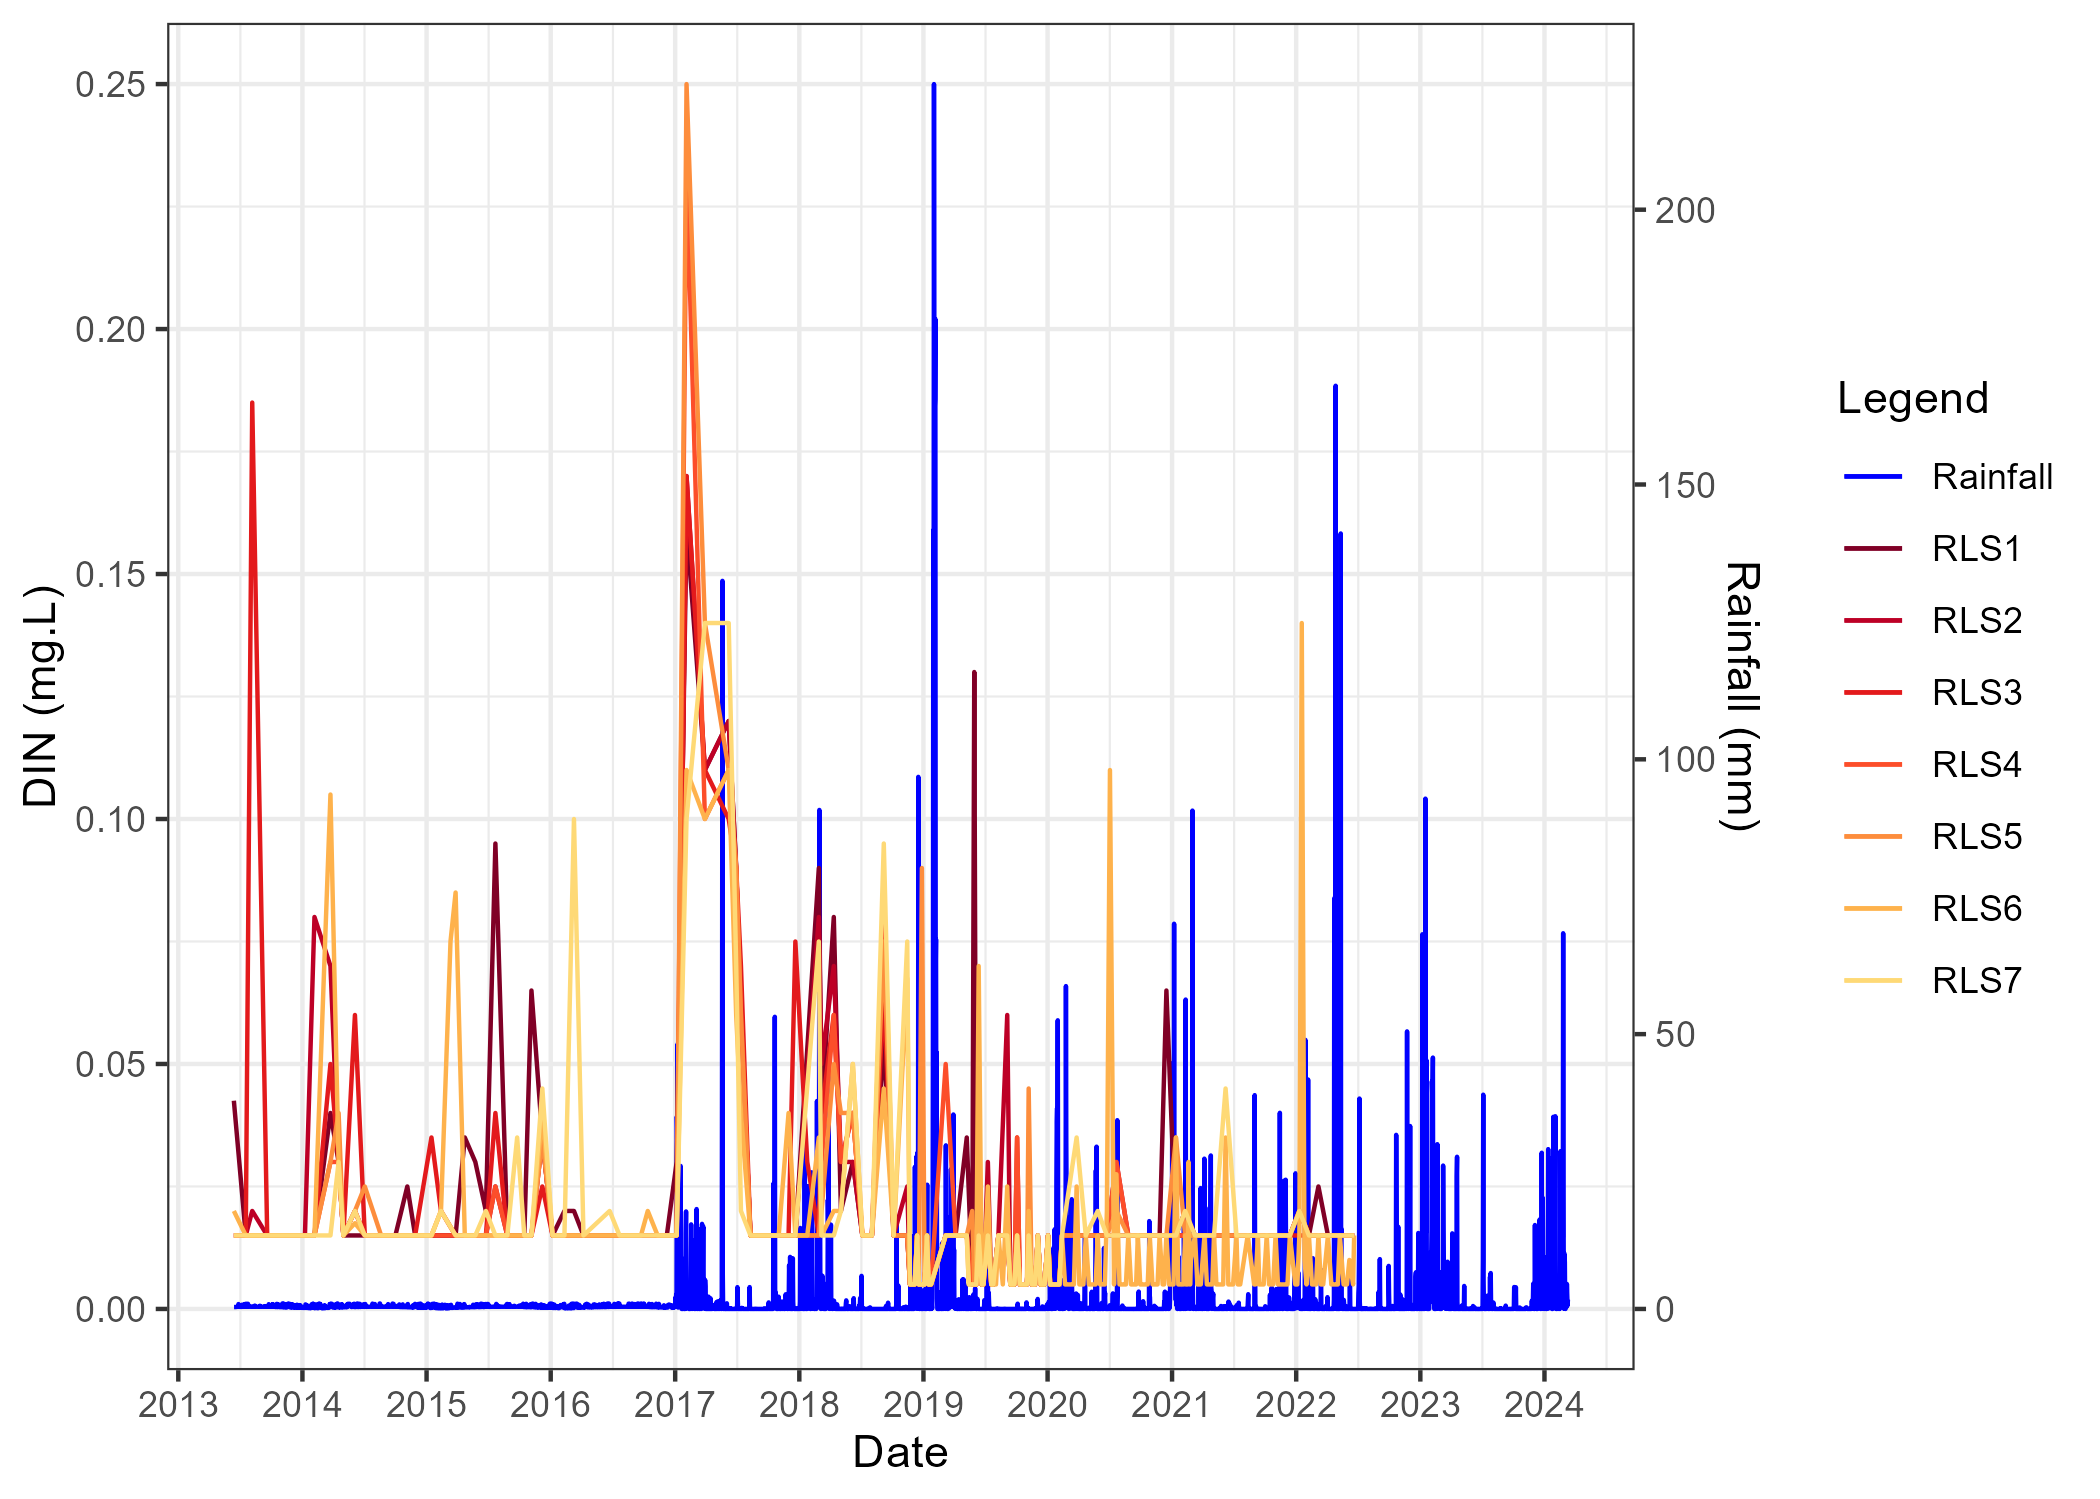 0.25
0.20
0.15
0.10
0.05
0.00
DIN (mg.L)
2013 2014 2015 2016 2017 2018 2019 2020 2021 2022 2023 2024
Date
200
150
100
50
0
Rainfall (mm)
Legend
Rainfall
RLS1
RLS2
RLS3
RLS4
RLS5
RLS6
RLS7